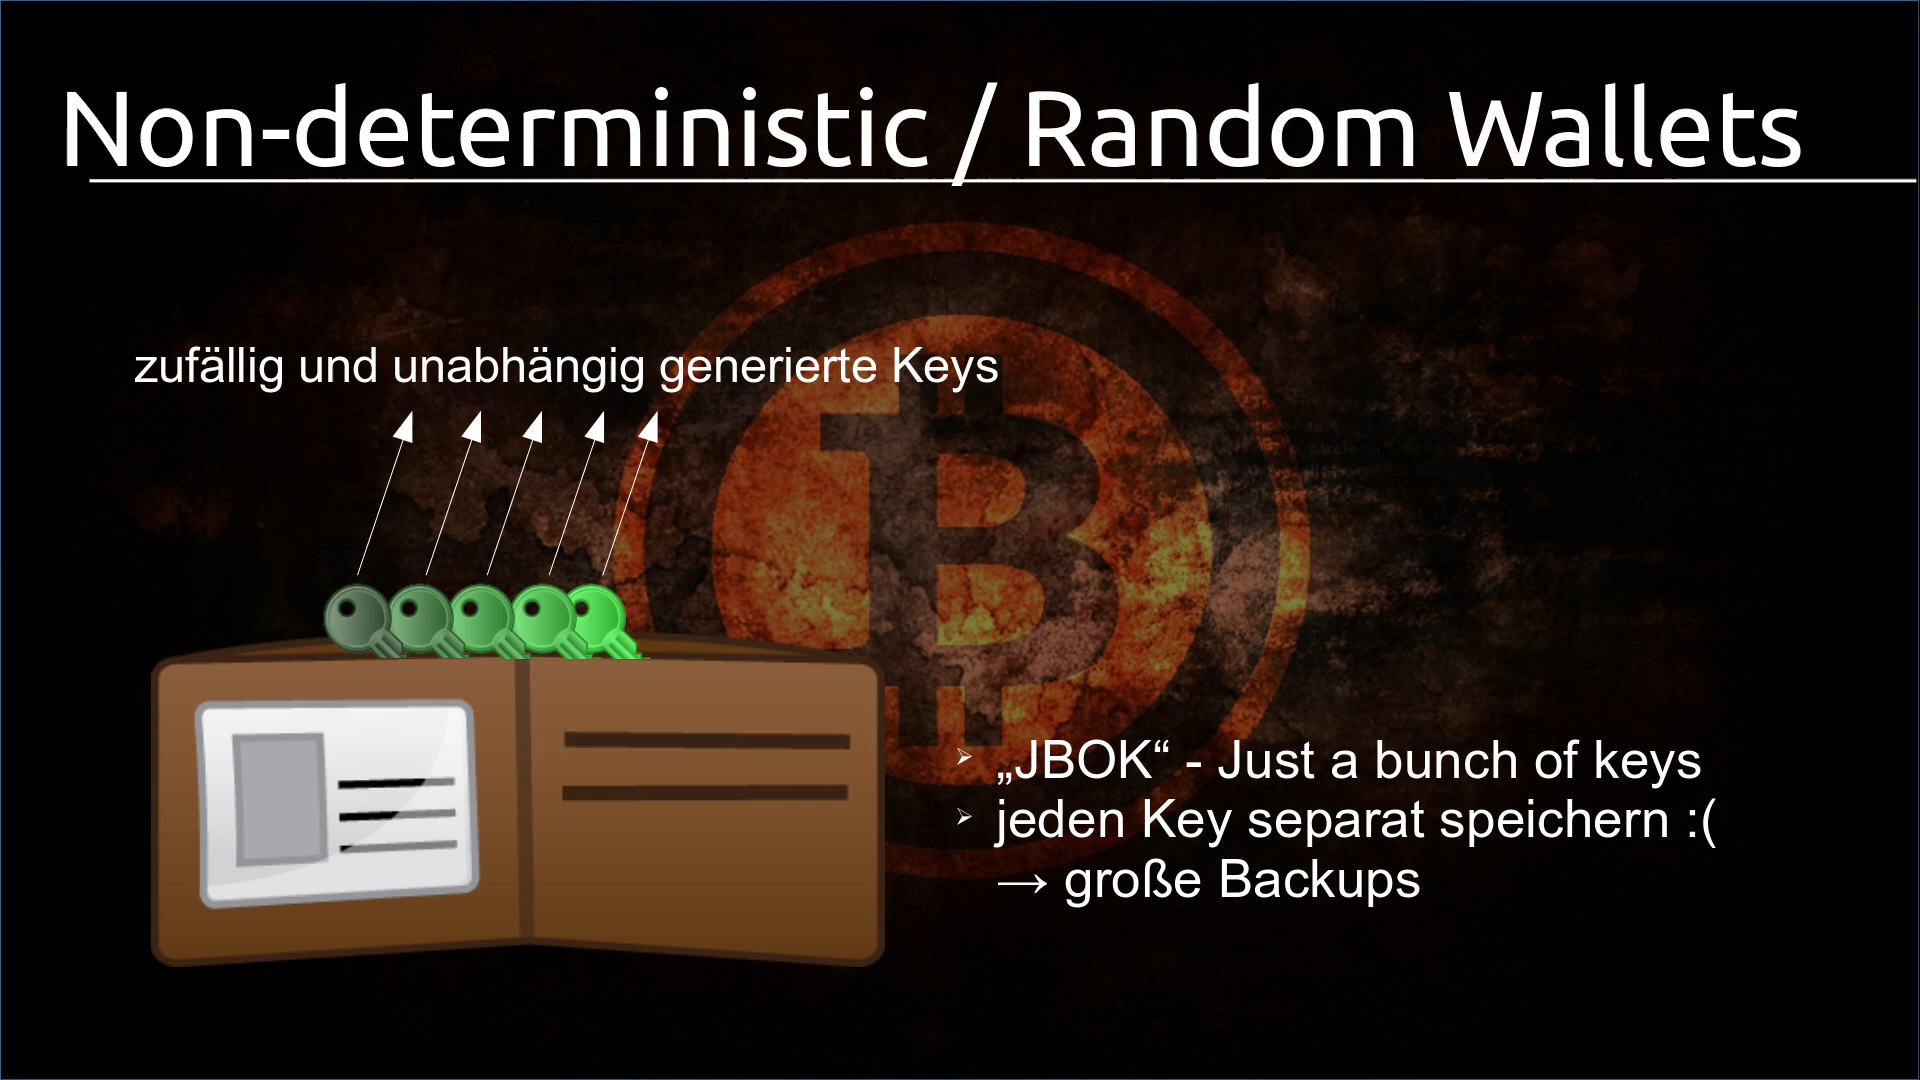 Non-deterministic / Random Wallets
zufällig und unabhängig generierte Keys
➢ „JBOK“ - Just a bunch of keys
➢ jeden Key separat speichern :(
→ große Backups